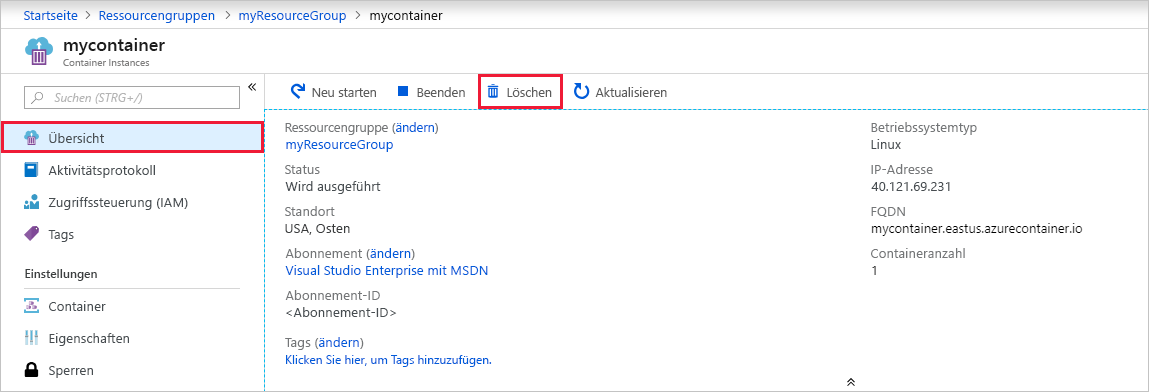 Startseite > Ressourcengruppen > myResourceGroup > mycontainer
mycontainer
Container Instances
Suchen (STRG+/)
«
Übersicht
Aktivitätsprotokoll
Zugriffssteuerung (IAM)
Tags
Einstellungen
Container
Eigenschaften
Sperren
Neu starten Beenden Löschen Aktualisieren
Ressourcengruppe (ändern)
myResourceGroup
Status
Wird ausgeführt
Standort
USA, Osten
Abonnement (ändern)
Visual Studio Enterprise mit MSDN
Abonnement-ID
<Abonnement-ID>
Tags (ändern)
Klicken Sie hier, um Tags hinzuzufügen.
Betriebssystemtyp
Linux
IP-Adresse
40.121.69.231
FQDN
mycontainer.eastus.azurecontainer.io
Containeranzahl
1